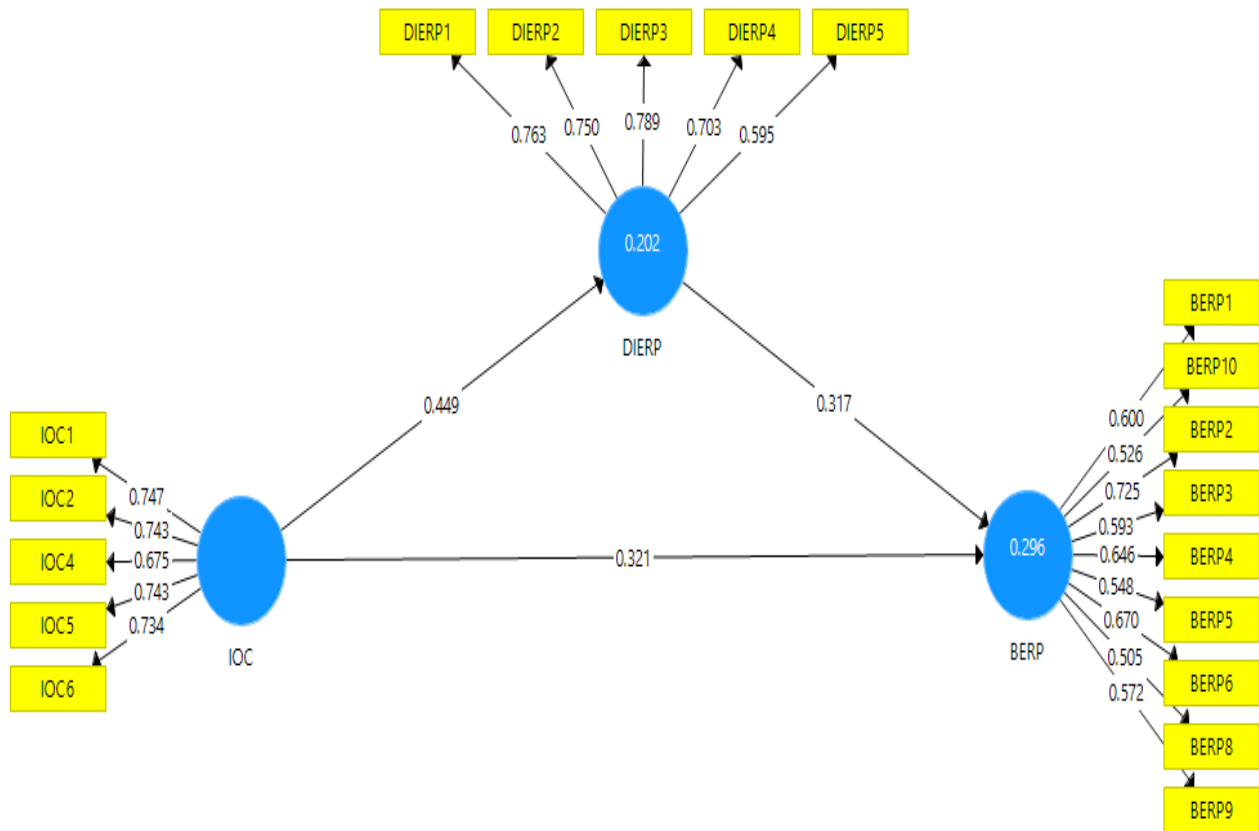 DIERP1 DIERP2 DIERP3 DIERP4 DIERP5
0.763 0.750 0.789 0.703 0.595
0.202
DIERP
0.449
0.317
IOC1
IOC2
IOC4
IOC5
IOC6
0.747
0.743
0.675
0.743
0.734
IOC
0.321
0.296
BERP
0.600
0.526
0.725
0.593
0.646
0.548
0.670
0.505
0.572
BERP1
BERP10
BERP2
BERP3
BERP4
BERP5
BERP6
BERP8
BERP9